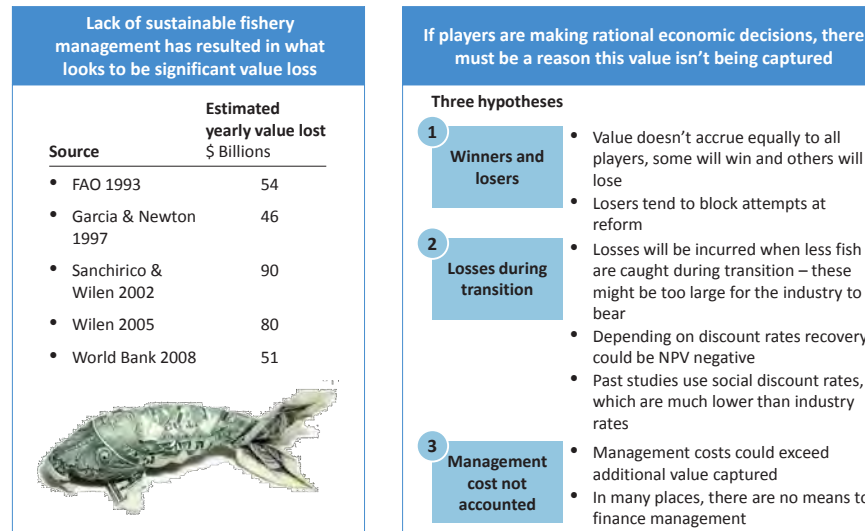 Lack of sustainable fishery
management has resulted in what
looks to be significant value loss
Estimated
yearly value lost
Source $ Billions
• FAO 1993 54
• Garcia & Newton 46
1997
• Sanchirico & 90
Wilen 2002
• Wilen 2005 80
• World Bank 2008 51
If players are making rational economic decisions, there
must be a reason this value isn't being captured
Three hypotheses
1
Winners and
losers
• Value doesn't accrue equally to all
players, some will win and others will
lose
• Losers tend to block attempts at
reform
2
Losses during
transition
• Losses will be incurred when less fish
are caught during transition – these
might be too large for the industry to
bear
• Depending on discount rates recovery
could be NPV negative
• Past studies use social discount rates,
which are much lower than industry
rates
3
Management
cost not
accounted
• Management costs could exceed
additional value captured
• In many places, there are no means to
finance management